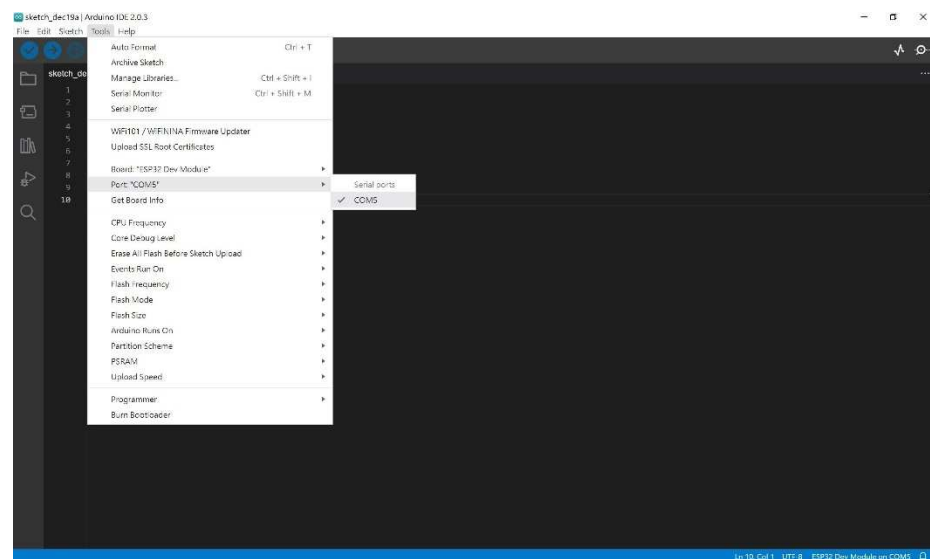 sketch_dec19a | Arduino IDE 2.0.3
File Edit Sketch Tools Help
Auto Format Ctrl + T
Archive Sketch
Manage Libraries... Ctrl + Shift + I
Serial Monitor Ctrl + Shift + M
Serial Plotter
WiFi101 / WiFiNINA Firmware Updater
Upload SSL Root Certificates
Board: "ESP32 Dev Module"
Port: "COM5"
Serial ports
COM5
Get Board Info
CPU Frequency
Core Debug Level
Erase All Flash Before Sketch Upload
Events Run On
Flash Frequency
Flash Mode
Flash Size
Arduino Runs On
Partition Scheme
PSRAM
Upload Speed
Programmer
Burn Bootloader
sketch_de
1
2
3
4
5
6
7
8
9
10
Ln 10, Col 1 UTF-8 ESP32 Dev Module on COM5